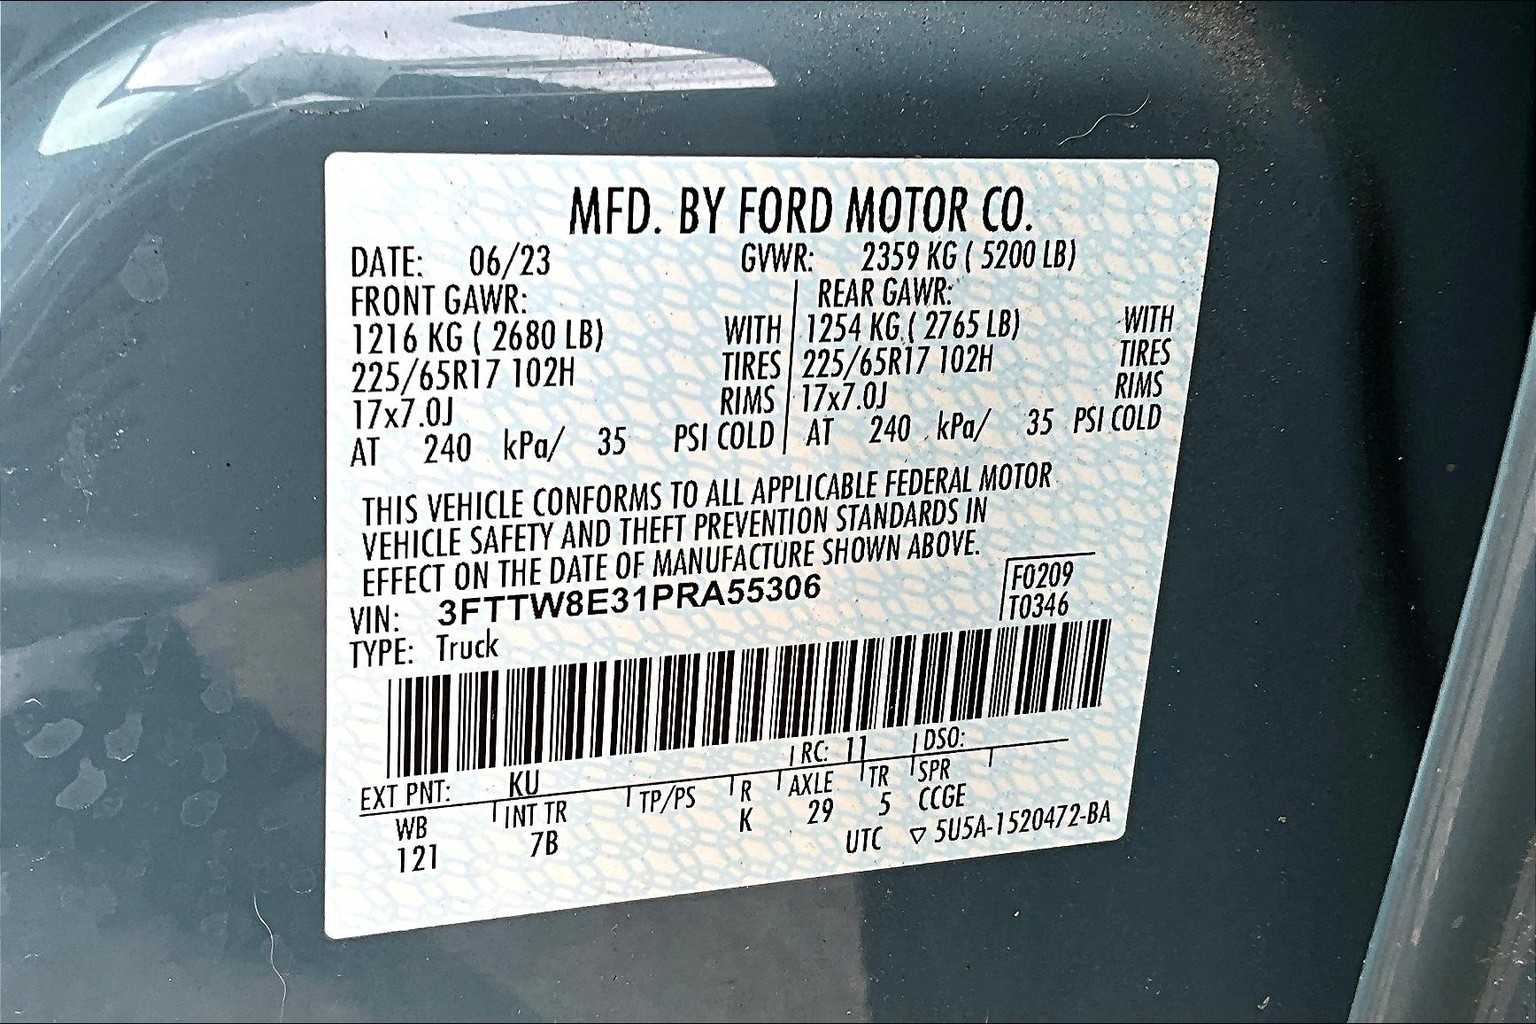 MFD. BY FORD MOTOR CO.
DATE: 06/23 GVWR: 2359 KG ( 5200 LB)
FRONT GAWR: REAR GAWR:
1216 KG ( 2680 LB) WITH 1254 KG ( 2765 LB) WITH
225/65R17 102H TIRES 225/65R17 102H TIRES
17x7.0J RIMS 17x7.0J RIMS
AT 240 kPa/ 35 PSI COLD AT 240 kPa/ 35 PSI COLD
THIS VEHICLE CONFORMS TO ALL APPLICABLE FEDERAL MOTOR
VEHICLE SAFETY AND THEFT PREVENTION STANDARDS IN
EFFECT ON THE DATE OF MANUFACTURE SHOWN ABOVE.
VIN: 3FTTW8E31PRA55306 F0209
TYPE: Truck T0346
EXT PNT: KU RC: 11 DSO:
WB INT TR TP/PS R AXLE TR SPR
121 7B K 29 5 CCGE
UTC ▽ 5U5A-1520472-BA